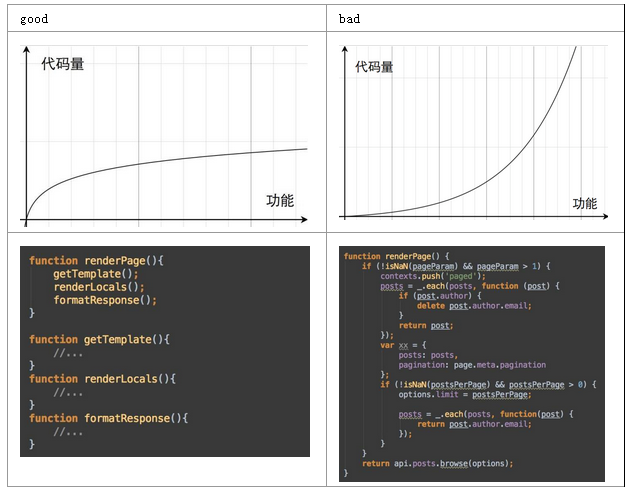 good
bad
代码量
功能
代码量
功能
function renderPage(){
getTemplate();
renderLocals();
formatResponse();
}
function getTemplate(){
//...
}
function renderLocals(){
//...
}
function formatResponse(){
//...
}
function renderPage() {
if (!isNaN(pageParam) && pageParam > 1) {
contexts.push('paged');
posts = _.each(posts, function (post) {
if (post.author) {
delete post.author.email;
}
return post;
});
var xx = {
posts: posts,
pagination: page.meta.pagination
};
if (!isNaN(postsPerPage) && postsPerPage > 0) {
options.limit = postsPerPage;
posts = _.each(posts, function(post) {
return post.author.email;
});
}
}
return api.posts.browse(options);
}